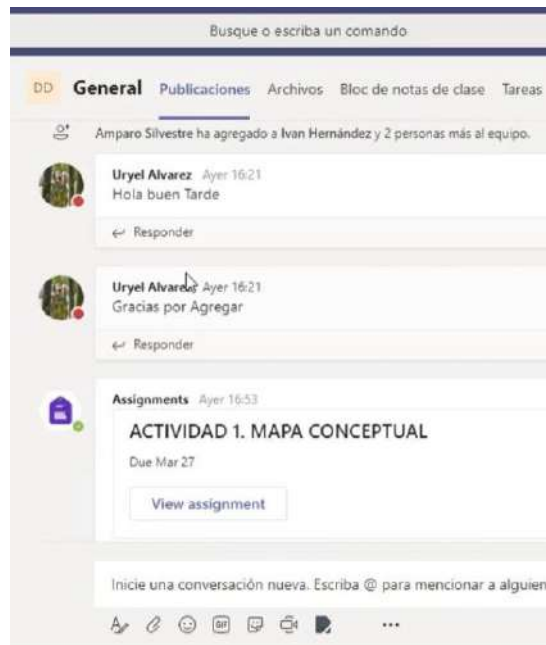 Busque o escriba un comando
DD General Publicaciones Archivos Bloc de notas de clase Tareas
Amparo Silvestre ha agregado a Ivan Hernández y 2 personas más al equipo.
Uryel Alvarez Ayer 16:21
Hola buen Tarde
Responder
Uryel Alvarez Ayer 16:21
Gracias por Agregar
Responder
Assignments Ayer 16:53
ACTIVIDAD 1. MAPA CONCEPTUAL
Due Mar 27
View assignment
Inicie una conversación nueva. Escriba @ para mencionar a alguien
GIF